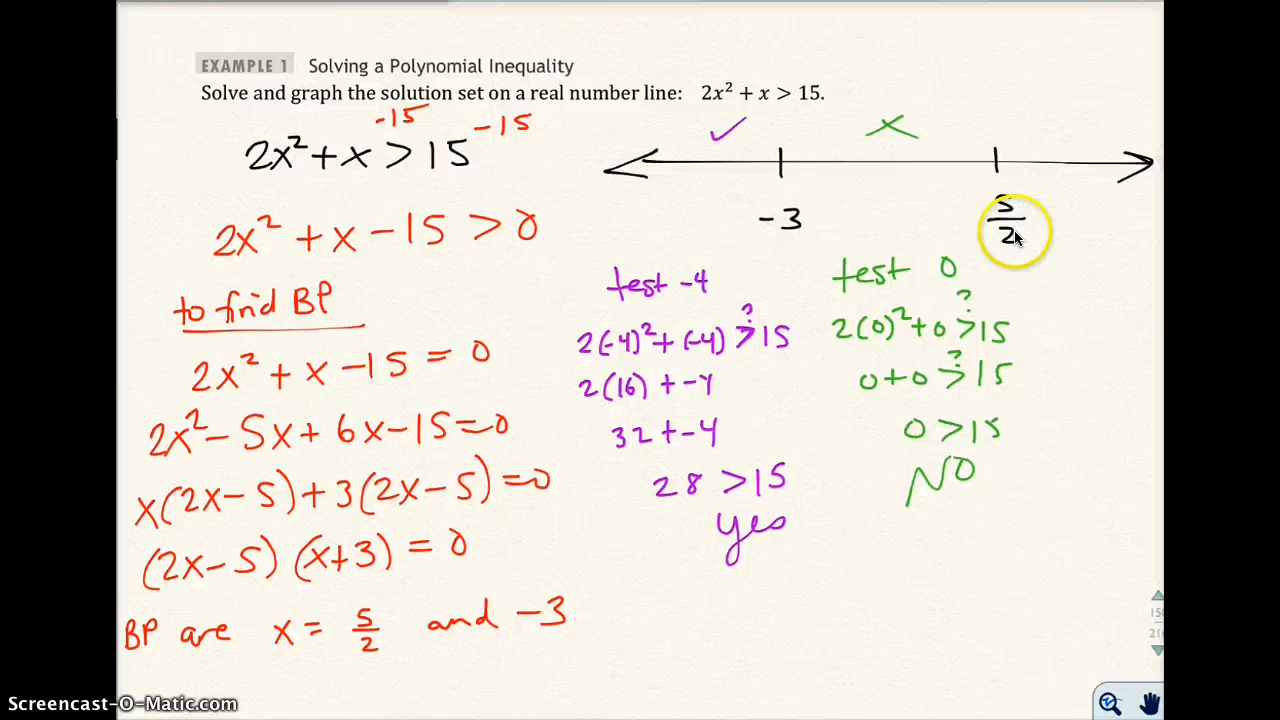 EXAMPLE 1 Solving a Polynomial Inequality
Solve and graph the solution set on a real number line: 2x² + x > 15.
-15 -15
2x² + x > 15
2x² + x - 15 > 0
to find BP
2x² + x - 15 = 0
2x² - 5x + 6x - 15 = 0
x(2x - 5) + 3(2x - 5) = 0
(2x - 5) (x + 3) = 0
BP are x = 5/2 and -3
✓ x
-3 5/2
test -4
2(-4)² + (-4) >? 15
2(16) + -4
32 + -4
28 > 15
yes
test 0
2(0)² + 0 >? 15
0 + 0 >? 15
0 > 15
NO
150
Screencast-O-Matic.com